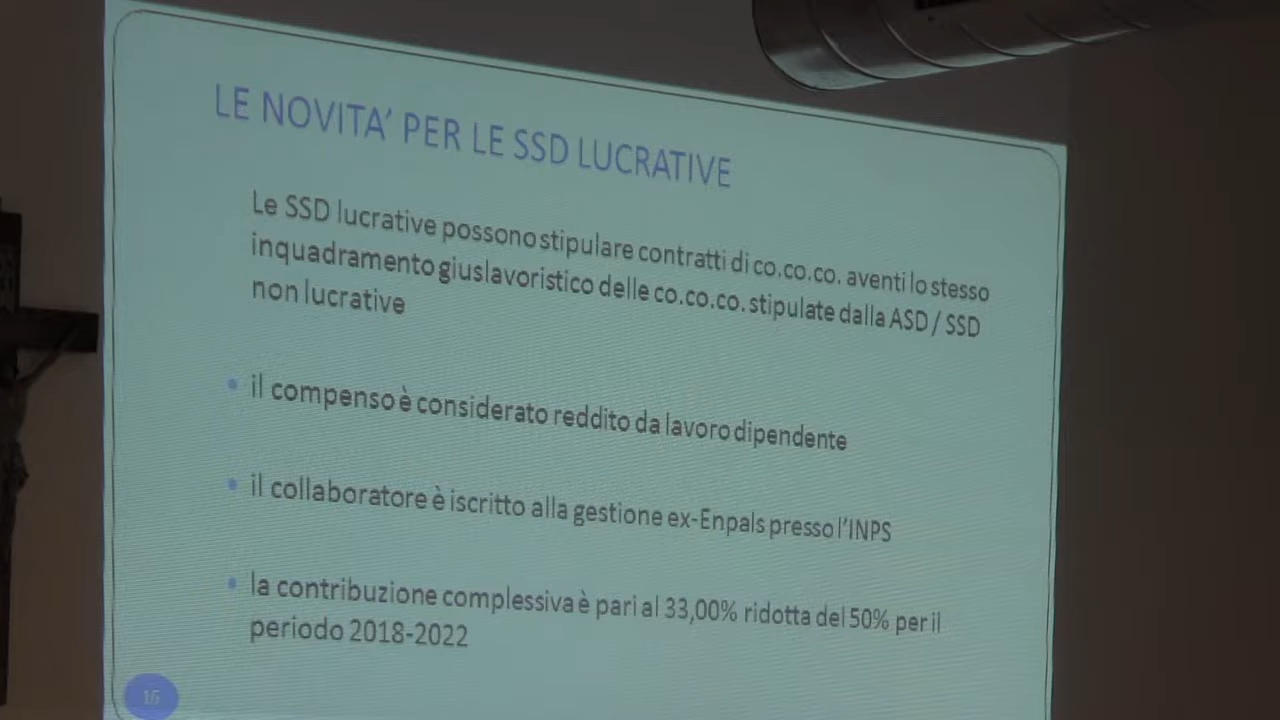 LE NOVITA' PER LE SSD LUCRATIVE
Le SSD lucrative possono stipulare contratti di co.co.co. aventi lo stesso
inquadramento giuslavoristico delle co.co.co. stipulate dalla ASD / SSD
non lucrative
• il compenso è considerato reddito da lavoro dipendente
• il collaboratore è iscritto alla gestione ex-Enpals presso l'INPS
• la contribuzione complessiva è pari al 33,00% ridotta del 50% per il
periodo 2018-2022
16